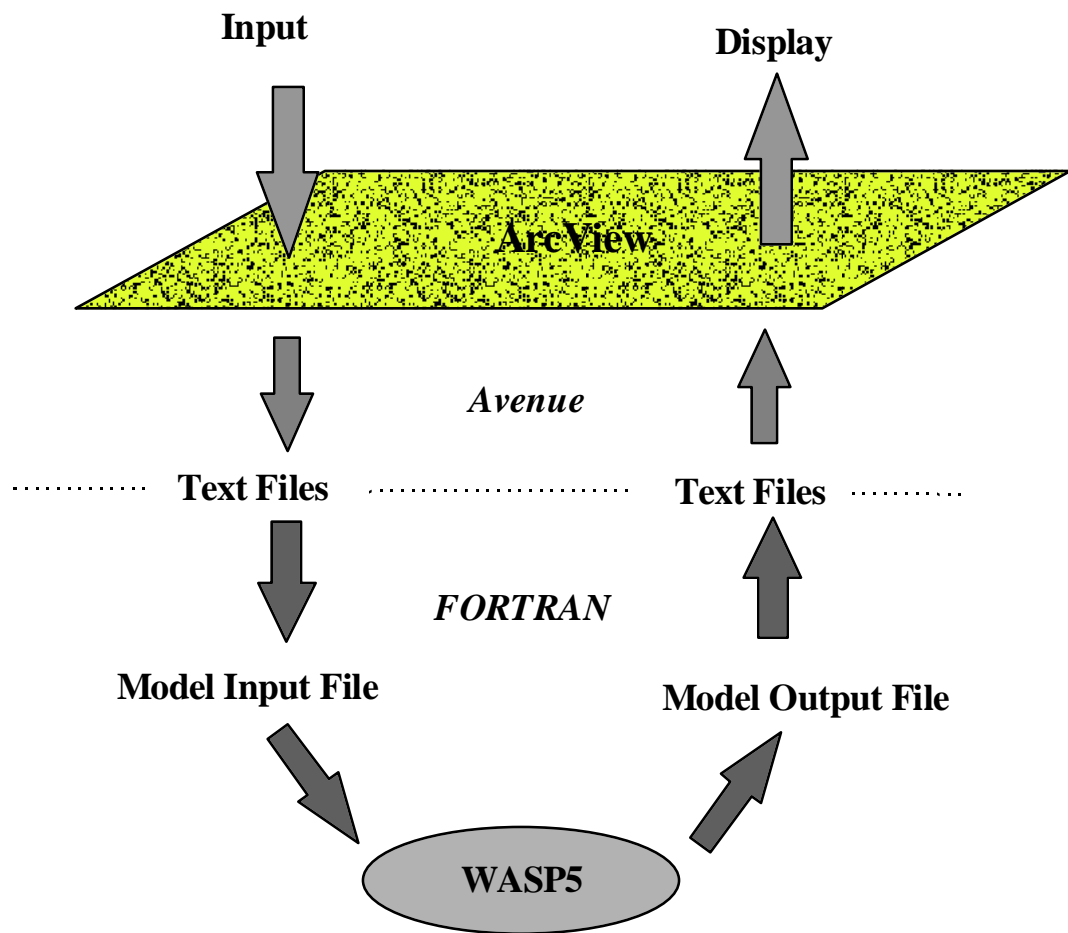 Input
Display
ArcView
Avenue
Text Files
Text Files
FORTRAN
Model Input File
Model Output File
WASP5